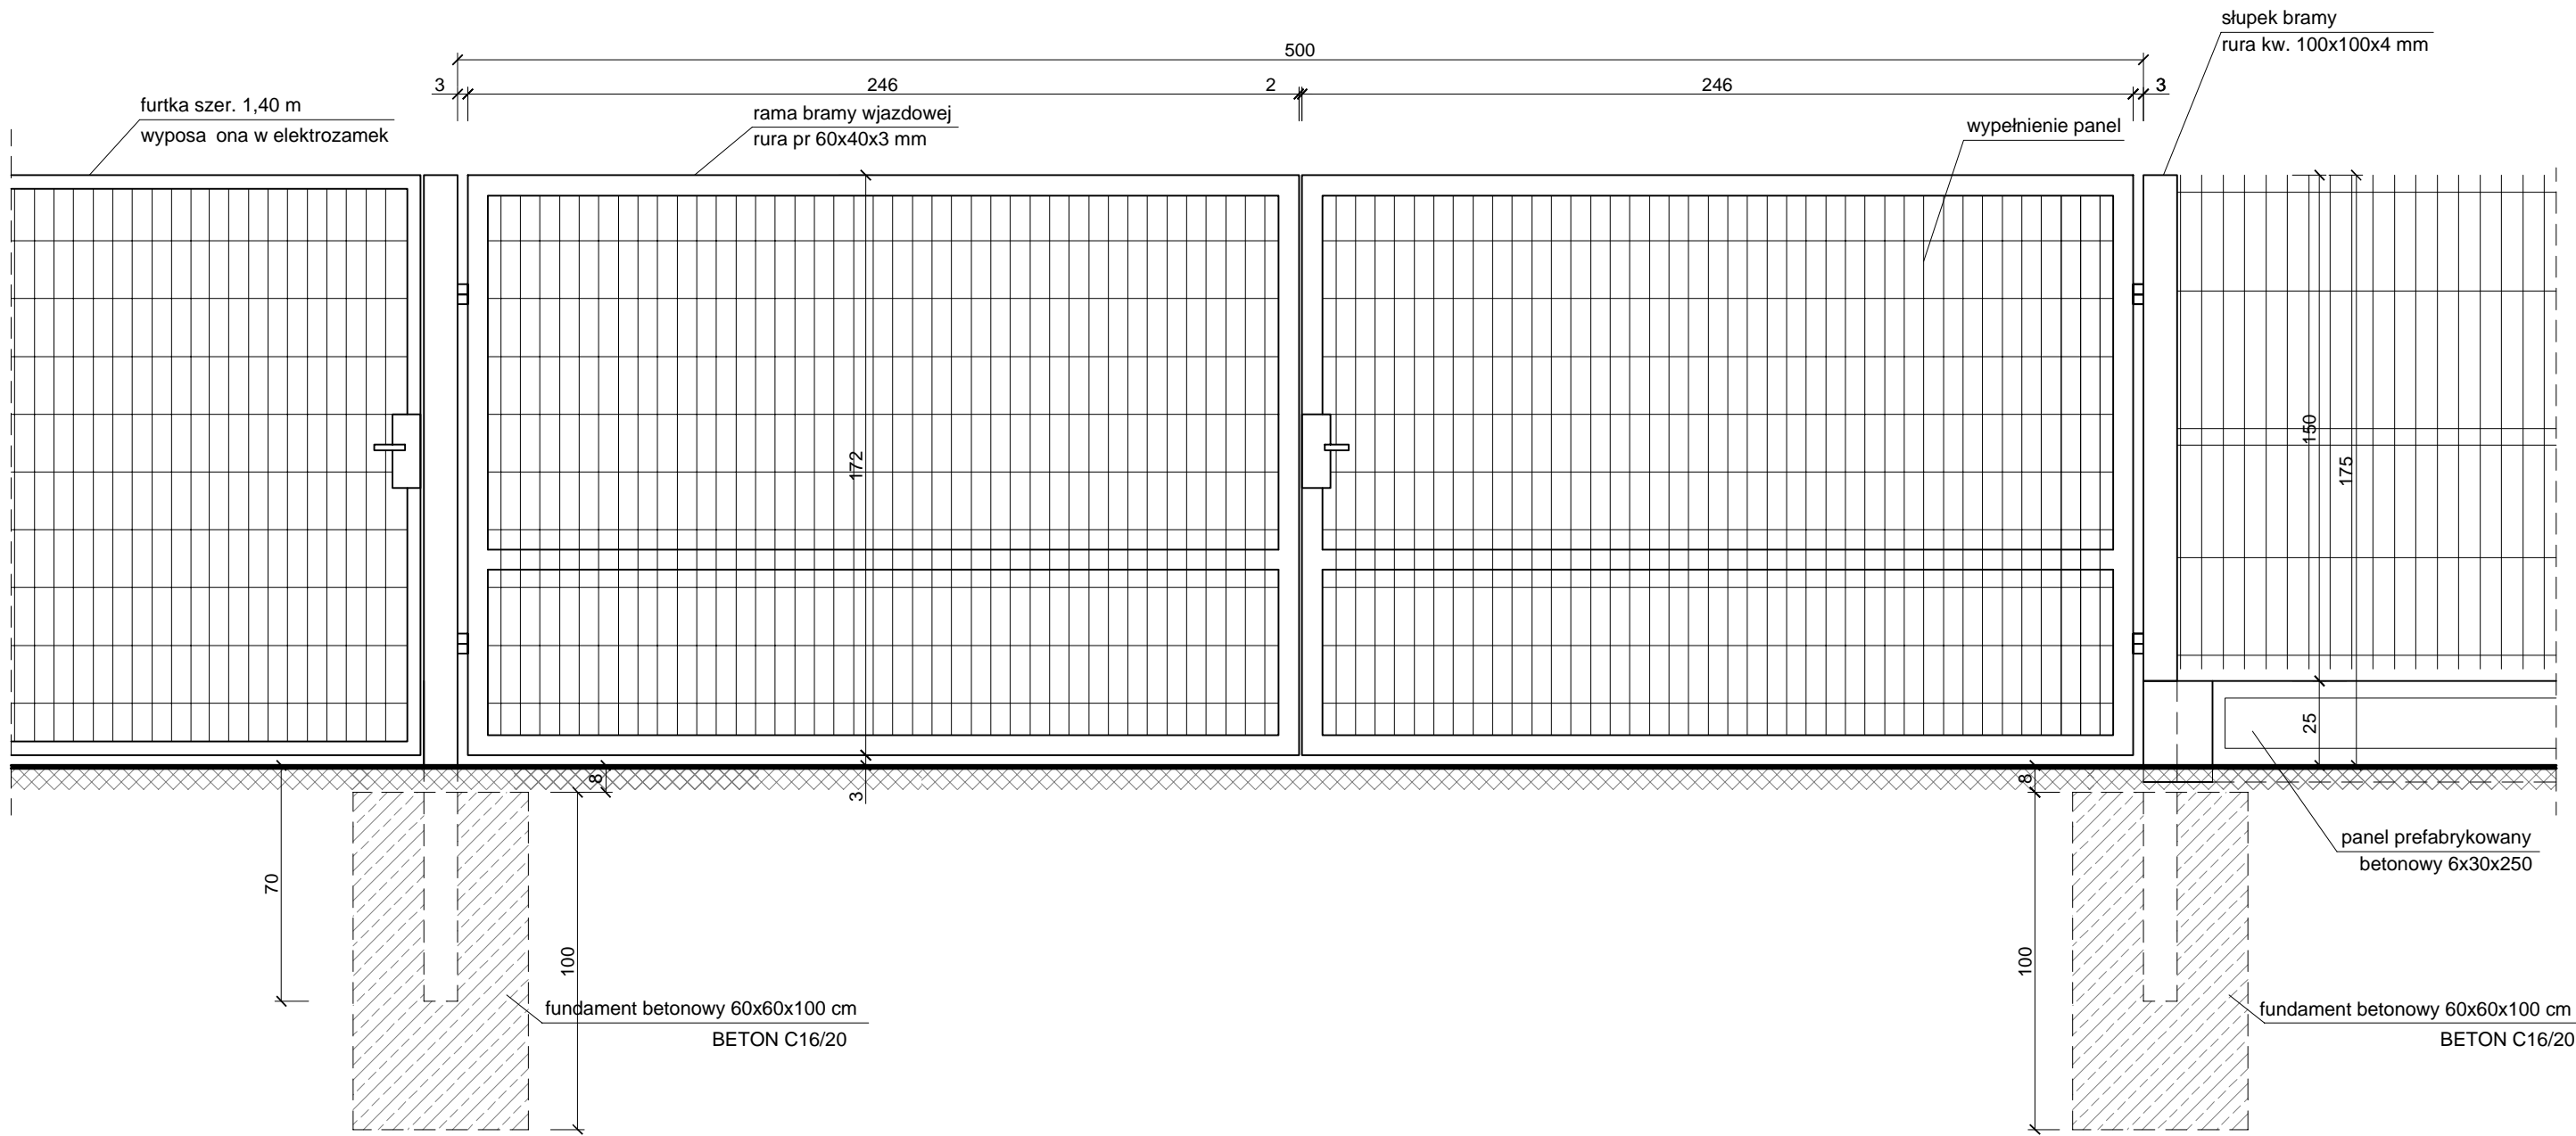 słupek bramy
rura kw. 100x100x4 mm
500
3
246
2
246
3
furtka szer. 1,40 m
wyposa ona w elektrozamek
rama bramy wjazdowej
rura pr 60x40x3 mm
wypełnienie panel
172
150
175
25
8
3
8
70
100
100
panel prefabrykowany
betonowy 6x30x250
fundament betonowy 60x60x100 cm
BETON C16/20
fundament betonowy 60x60x100 cm
BETON C16/20